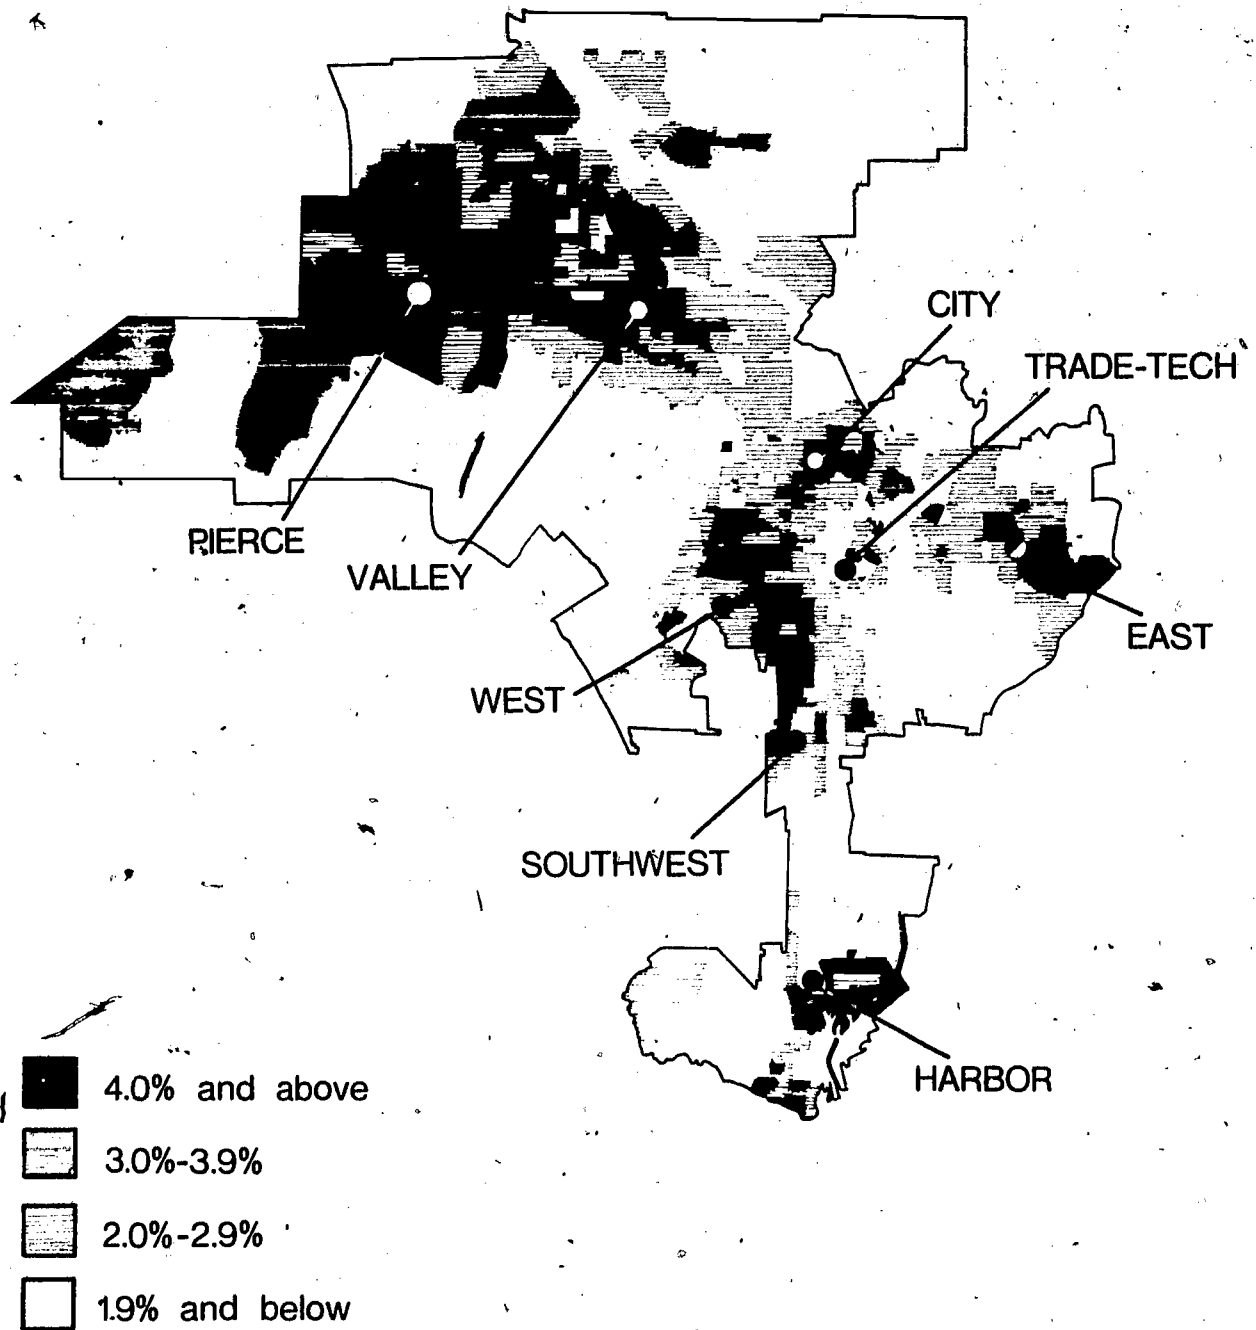 CITY
TRADE-TECH
PIERCE
VALLEY
EAST
WEST
SOUTHWEST
HARBOR
4.0% and above
3.0%-3.9%
2.0%-2.9%
1.9% and below